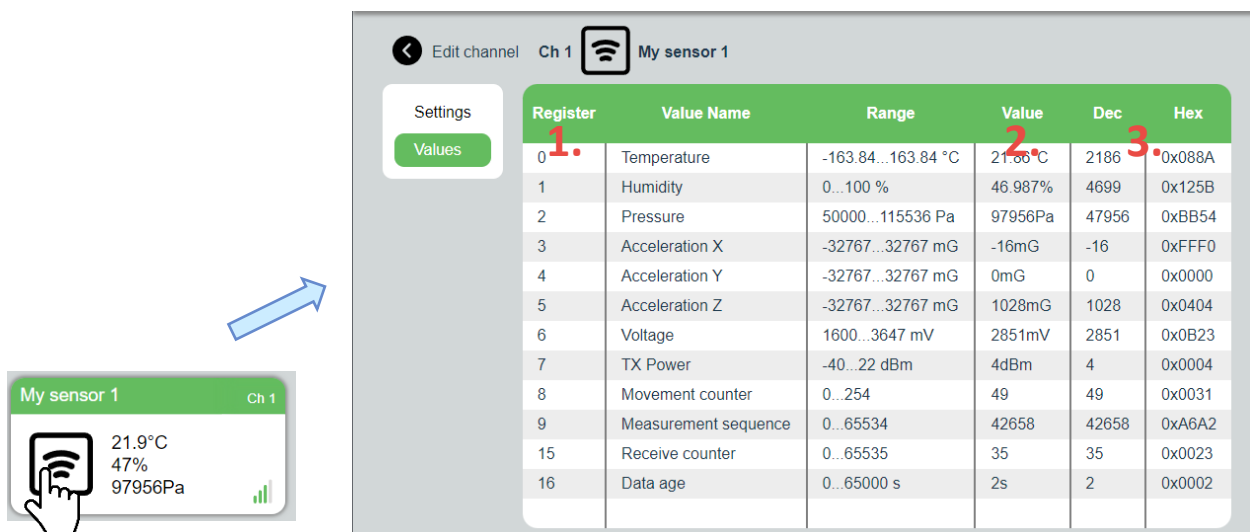 Edit channel Ch 1 My sensor 1
Settings
Values
Register Value Name Range Value Dec Hex
1. 2. 3.
0 Temperature -163.84...163.84 °C 21.86°C 2186 0x088A
1 Humidity 0...100 % 46.987% 4699 0x125B
2 Pressure 50000...115536 Pa 97956Pa 47956 0xBB54
3 Acceleration X -32767...32767 mG -16mG -16 0xFFF0
4 Acceleration Y -32767...32767 mG 0mG 0 0x0000
5 Acceleration Z -32767...32767 mG 1028mG 1028 0x0404
6 Voltage 1600...3647 mV 2851mV 2851 0x0B23
7 TX Power -40...22 dBm 4dBm 4 0x0004
8 Movement counter 0...254 49 49 0x0031
9 Measurement sequence 0...65534 42658 42658 0xA6A2
15 Receive counter 0...65535 35 35 0x0023
16 Data age 0...65000 s 2s 2 0x0002
My sensor 1 Ch 1
21.9°C
47%
97956Pa